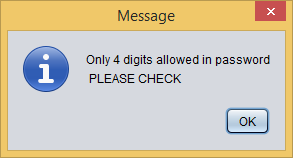 Message
Only 4 digits allowed in password
PLEASE CHECK
OK